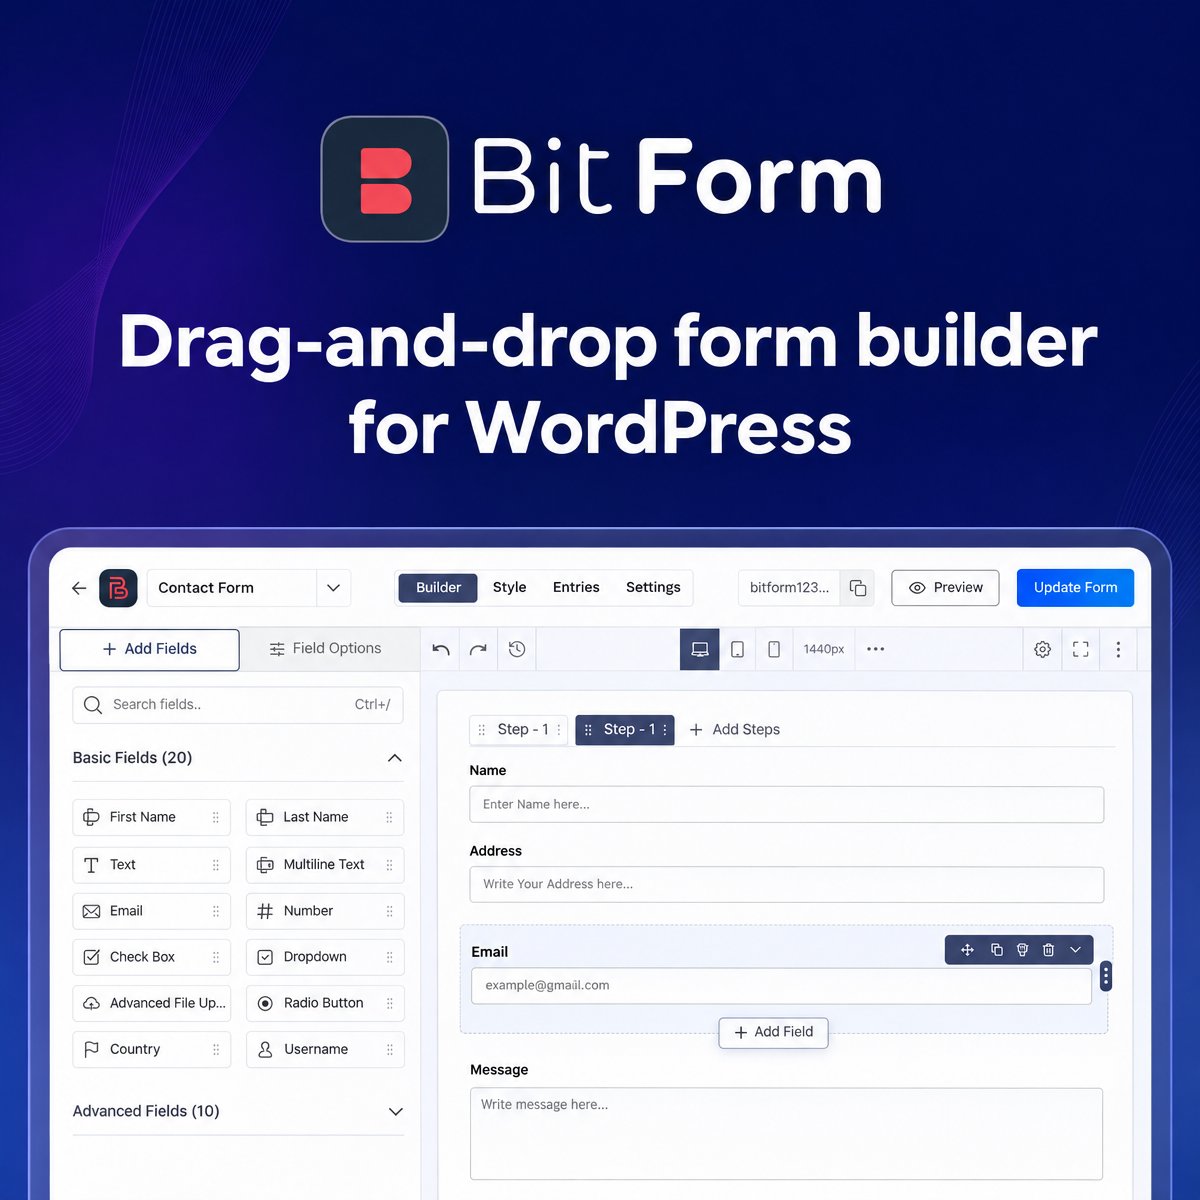 Bit Form
Drag-and-drop form builder
for WordPress
Contact Form
Builder Style Entries Settings
bitform123...
Preview
Update Form
+ Add Fields
Field Options
1440px
Search fields.. Ctrl+/
Basic Fields (20)
First Name
Last Name
Text
Multiline Text
Email
Number
Check Box
Dropdown
Advanced File Up...
Radio Button
Country
Username
Advanced Fields (10)
Step - 1
Step - 1
+ Add Steps
Name
Enter Name here...
Address
Write Your Address here...
Email
example@gmail.com
+ Add Field
Message
Write message here...